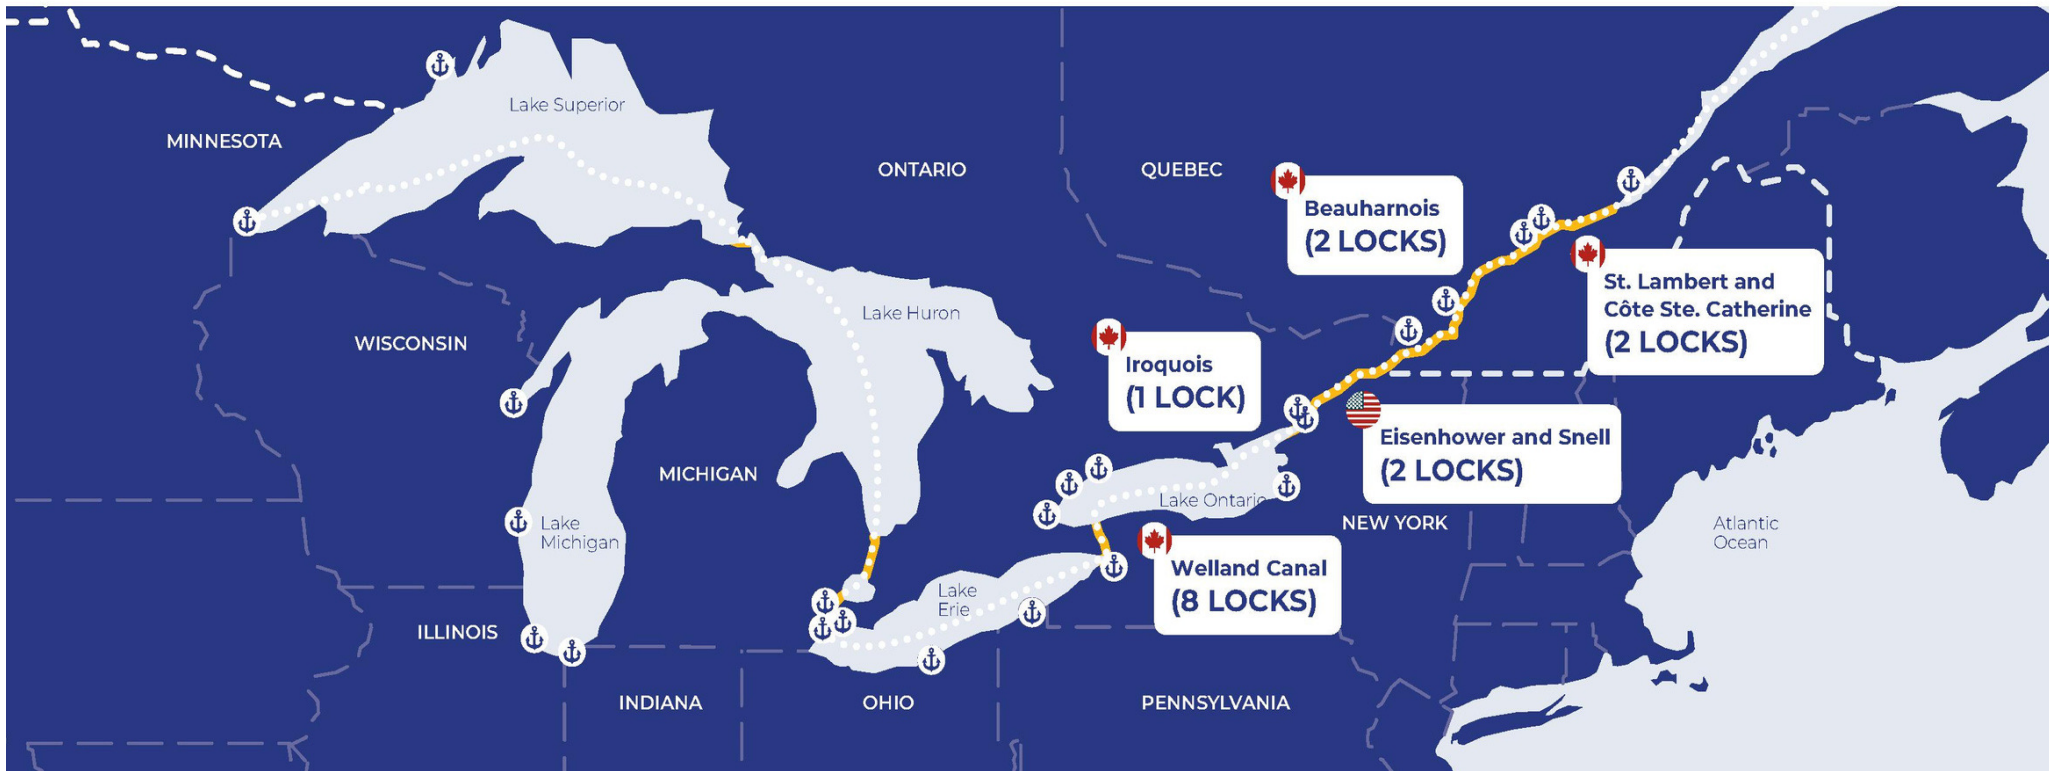 Lake Superior
MINNESOTA
ONTARIO
QUEBEC
Beauharnois
(2 LOCKS)
St. Lambert and
Côte Ste. Catherine
(2 LOCKS)
Lake Huron
WISCONSIN
Iroquois
(1 LOCK)
Eisenhower and Snell
(2 LOCKS)
MICHIGAN
Lake Ontario
NEW YORK
Lake
Michigan
Atlantic
Ocean
Welland Canal
(8 LOCKS)
Lake
Erie
ILLINOIS
INDIANA
OHIO
PENNSYLVANIA